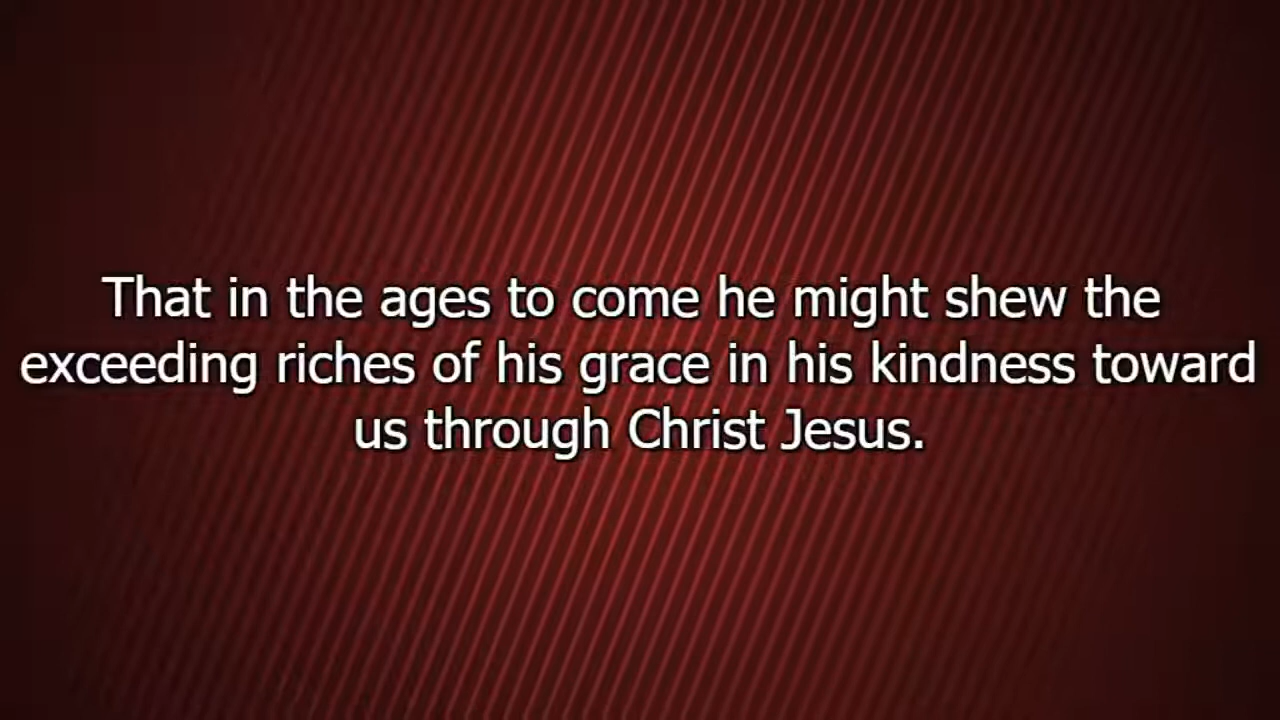 That in the ages to come he might shew the
exceeding riches of his grace in his kindness toward
us through Christ Jesus.